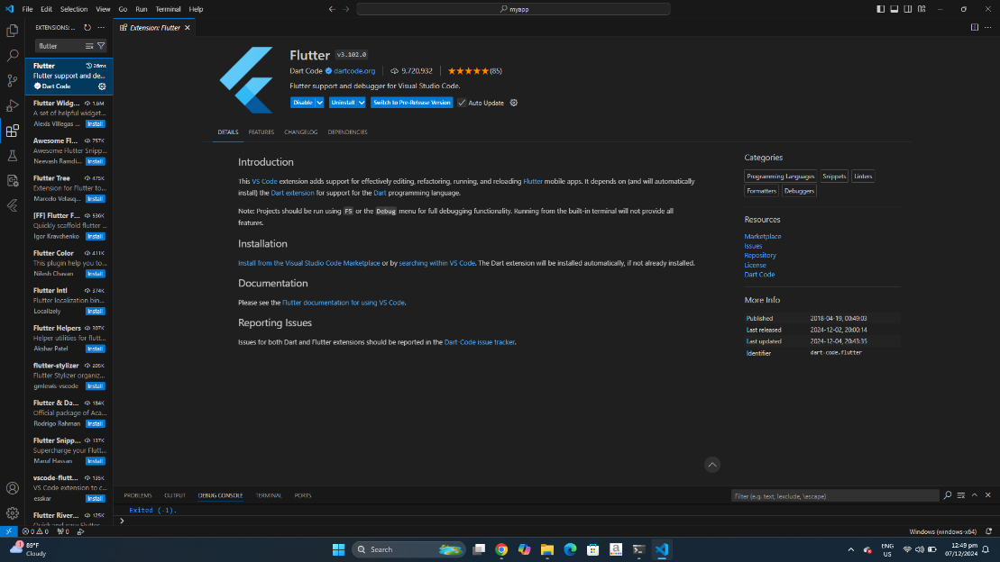 File Edit Selection View Go Run Terminal Help
myapp
EXTENSIONS: ...
Extension: Flutter
flutter
Flutter 26ms
Flutter support and de...
Dart Code
Flutter Widg... 1.6M
A set of helpful widget...
Alexis Villegas ... Install
Awesome Fl... 757K
Awesome Flutter Snipp...
Neevash Ramdi... Install
Flutter Tree 475K
Extension for Flutter to...
Marcelo Velasq... Install
[FF] Flutter F... 530K
Quickly scaffold flutter ...
Igor Kravchenko Install
Flutter Color 411K
This plugin help you to...
Nilesh Chavan Install
Flutter Intl 374K
Flutter localization bin...
Localizely Install
Flutter Helpers 307K
Helper utilities for flutt...
Akshar Patel Install
flutter-stylizer 205K
Flutter Stylizer organiz...
gmlewis-vscode Install
Flutter & Da... 184K
Official package of Aca...
Rodrigo Rahman Install
Flutter Snipp... 137K
Supercharge your Flutt...
Maruf Hassan Install
vscode-flutt... 135K
VS Code extension to c...
esskar Install
Flutter River... 125K
Quick and easy Flutter
Flutter v3.102.0
Dart Code dartcode.org 9,720,932 (85)
Flutter support and debugger for Visual Studio Code.
Disable Uninstall Switch to Pre-Release Version Auto Update
DETAILS FEATURES CHANGELOG DEPENDENCIES
Introduction
This VS Code extension adds support for effectively editing, refactoring, running, and reloading Flutter mobile apps. It depends on (and will automatically
install) the Dart extension for support for the Dart programming language.
Note: Projects should be run using F5 or the Debug menu for full debugging functionality. Running from the built-in terminal will not provide all
features.
Installation
Install from the Visual Studio Code Marketplace or by searching within VS Code. The Dart extension will be installed automatically, if not already installed.
Documentation
Please see the Flutter documentation for using VS Code.
Reporting Issues
Issues for both Dart and Flutter extensions should be reported in the Dart-Code issue tracker.
Categories
Programming Languages Snippets Linters
Formatters Debuggers
Resources
Marketplace
Issues
Repository
License
Dart Code
More Info
Published 2018-04-19, 00:49:03
Last released 2024-12-02, 20:00:14
Last updated 2024-12-04, 20:43:35
Identifier dart-code.flutter
PROBLEMS OUTPUT DEBUG CONSOLE TERMINAL PORTS
Filter (e.g. text, !exclude, \escape)
Exited (-1).
0 0 0
Windows (windows-x64)
1
89°F
Cloudy
Search
ENG
US
12:49 pm
07/12/2024